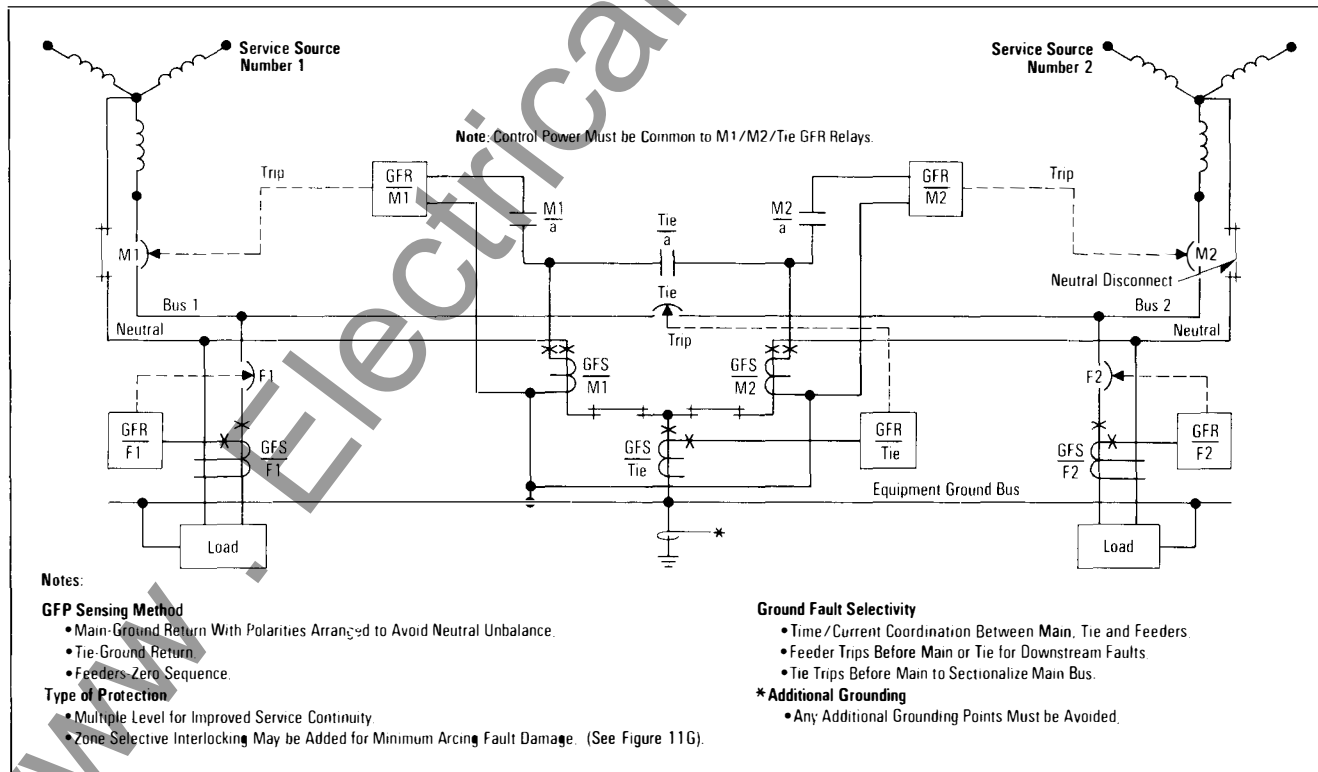 Service Source
Number 1
Service Source
Number 2
Note: Control Power Must be Common to M1/M2/Tie GFR Relays.
Trip
GFR
M1
M1
a
Tie
a
M2
a
GFR
M2
Trip
M1
M2
Neutral Disconnect
Bus 1
Tie
Bus 2
Neutral
Trip
Neutral
F1
GFS
M1
GFS
M2
F2
GFR
F1
GFS
F1
GFS
Tie
GFR
Tie
GFS
F2
GFR
F2
Equipment Ground Bus
Load
*
Load
Notes:
GFP Sensing Method
• Main-Ground Return With Polarities Arranged to Avoid Neutral Unbalance.
• Tie-Ground Return.
• Feeders-Zero Sequence.
Type of Protection
• Multiple Level for Improved Service Continuity.
• Zone Selective Interlocking May be Added for Minimum Arcing Fault Damage. (See Figure 11G).
Ground Fault Selectivity
• Time/Current Coordination Between Main, Tie and Feeders.
• Feeder Trips Before Main or Tie for Downstream Faults.
• Tie Trips Before Main to Sectionalize Main Bus.
* Additional Grounding
• Any Additional Grounding Points Must be Avoided.
ww . Electrical